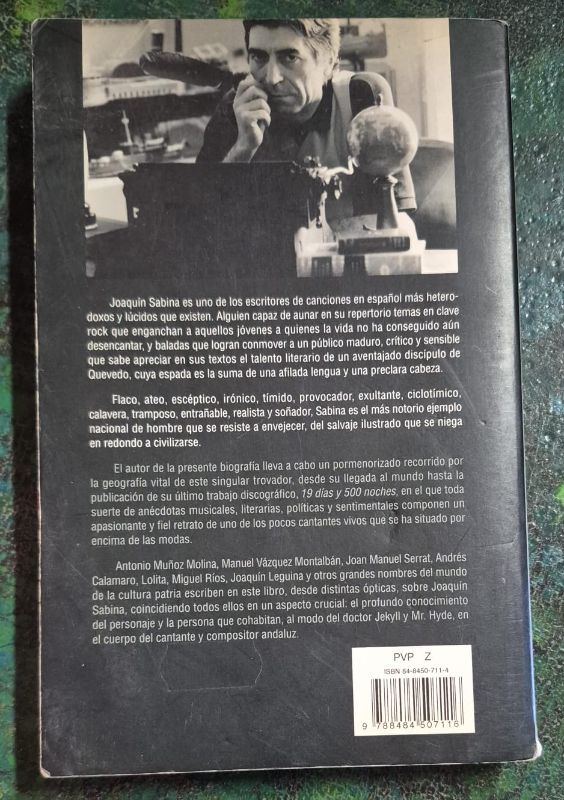 Joaquín Sabina es uno de los escritores de canciones en español más hetero-
doxos y lúcidos que existen. Alguien capaz de aunar en su repertorio temas en clave
rock que enganchan a aquellos jóvenes a quienes la vida no ha conseguido aún
desencantar, y baladas que logran conmover a un público maduro, crítico y sensible
que sabe apreciar en sus textos el talento literario de un aventajado discípulo de
Quevedo, cuya espada es la suma de una afilada lengua y una preclara cabeza.
Flaco, ateo, escéptico, irónico, tímido, provocador, exultante, ciclotímico,
calavera, tramposo, entrañable, realista y soñador, Sabina es el más notorio ejemplo
nacional de hombre que se resiste a envejecer, del salvaje ilustrado que se niega
en redondo a civilizarse.
El autor de la presente biografía lleva a cabo un pormenorizado recorrido por
la geografía vital de este singular trovador, desde su llegada al mundo hasta la
publicación de su último trabajo discográfico, 19 días y 500 noches, en el que toda
suerte de anécdotas musicales, literarias, políticas y sentimentales componen un
apasionante y fiel retrato de uno de los pocos cantantes vivos que se ha situado por
encima de las modas.
Antonio Muñoz Molina, Manuel Vázquez Montalbán, Joan Manuel Serrat, Andrés
Calamaro, Lolita, Miguel Ríos, Joaquín Leguina y otros grandes nombres del mundo
de la cultura patria escriben en este libro, desde distintas ópticas, sobre Joaquín
Sabina, coincidiendo todos ellos en un aspecto crucial: el profundo conocimiento
del personaje y la persona que cohabitan, al modo del doctor Jekyll y Mr. Hyde, en
el cuerpo del cantante y compositor andaluz.
PVP Z
ISBN 84-8450-711-4
9 788484 507116